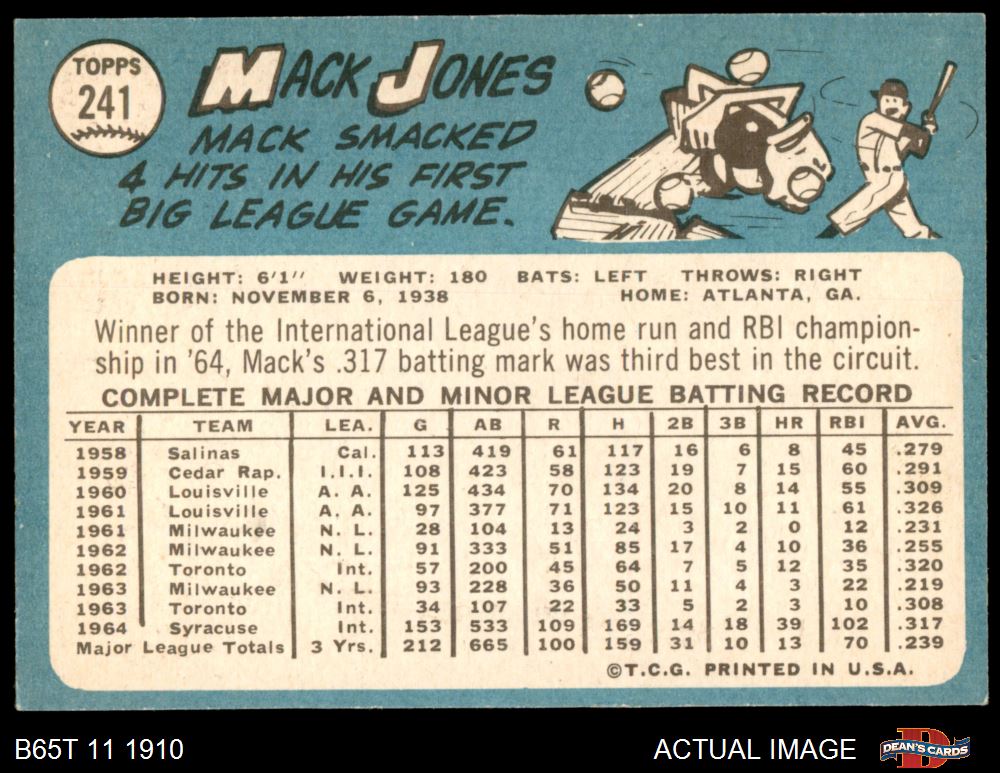 TOPPS
241
MACK JONES
MACK SMACKED
4 HITS IN HIS FIRST
BIG LEAGUE GAME.
HEIGHT: 6'1" WEIGHT: 180 BATS: LEFT THROWS: RIGHT
BORN: NOVEMBER 6, 1938 HOME: ATLANTA, GA.
Winner of the International League's home run and RBI champion-
ship in '64, Mack's .317 batting mark was third best in the circuit.
COMPLETE MAJOR AND MINOR LEAGUE BATTING RECORD
YEAR TEAM LEA. G AB R H 2B 3B HR RBI AVG.
1958 Salinas Cal. 113 419 61 117 16 6 8 45 .279
1959 Cedar Rap. I.I.I. 108 423 58 123 19 7 15 60 .291
1960 Louisville A. A. 125 434 70 134 20 8 14 55 .309
1961 Louisville A. A. 97 377 71 123 15 10 11 61 .326
1961 Milwaukee N. L. 28 104 13 24 3 2 0 12 .231
1962 Milwaukee N. L. 91 333 51 85 17 4 10 36 .255
1962 Toronto Int. 57 200 45 64 7 5 12 35 .320
1963 Milwaukee N. L. 93 228 36 50 11 4 3 22 .219
1963 Toronto Int. 34 107 22 33 5 2 3 10 .308
1964 Syracuse Int. 153 533 109 169 14 18 39 102 .317
Major League Totals 3 Yrs. 212 665 100 159 31 10 13 70 .239
©T.C.G. PRINTED IN U.S.A.
B65T 11 1910 ACTUAL IMAGE DEAN'S CARDS